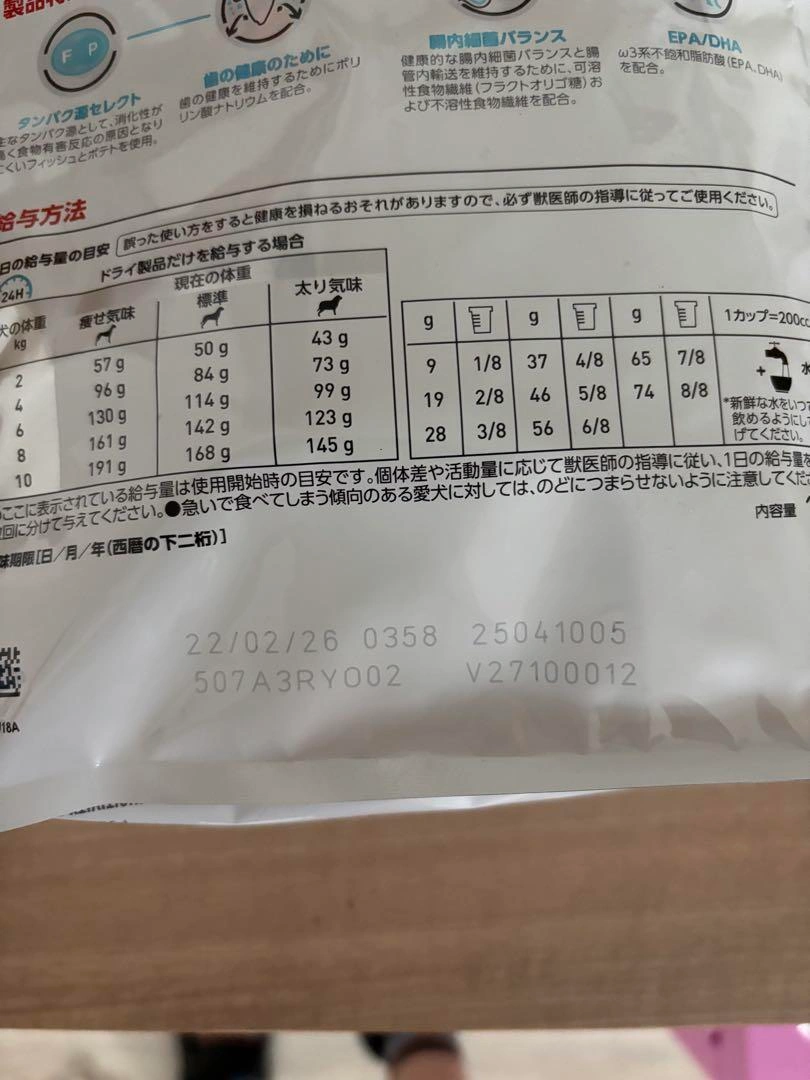 製品特
F P
タンパク源セレクト
主なタンパク源として、消化性が
高く食物有害反応の原因となり
にくいフィッシュとポテトを使用。
歯の健康のために
歯の健康を維持するためにポリ
リン酸ナトリウムを配合。
腸内細菌バランス
健康的な腸内細菌バランスと腸
管内輸送を維持するために、可溶
性食物繊維(フラクトオリゴ糖)お
よび不溶性食物繊維を配合。
EPA/DHA
ω3系不飽和脂肪酸(EPA、DHA)
を配合。
給与方法
日の給与量の目安 誤った使い方をすると健康を損ねるおそれがありますので、必ず獣医師の指導に従ってご使用ください。
24H
ドライ製品だけを給与する場合
現在の体重
犬の体重 kg 痩せ気味 標準 太り気味
2 57 g 50 g 43 g
4 96 g 84 g 73 g
6 130 g 114 g 99 g
8 161 g 142 g 123 g
10 191 g 168 g 145 g
g g g 1カップ=200cc
9 1/8 37 4/8 65 7/8
19 2/8 46 5/8 74 8/8
28 3/8 56 6/8
+ 水
*新鮮な水をいつ
飲めるようにし
げてください。
ここに表示されている給与量は使用開始時の目安です。個体差や活動量に応じて獣医師の指導に従い、1日の給与量を
回に分けて与えてください。●急いで食べてしまう傾向のある愛犬に対しては、のどにつまらせないように注意してくだ
味期限[日/月/年(西暦の下二桁)]
内容量
22/02/26 0358 25041005
507A3RYO02 V27100012
18A